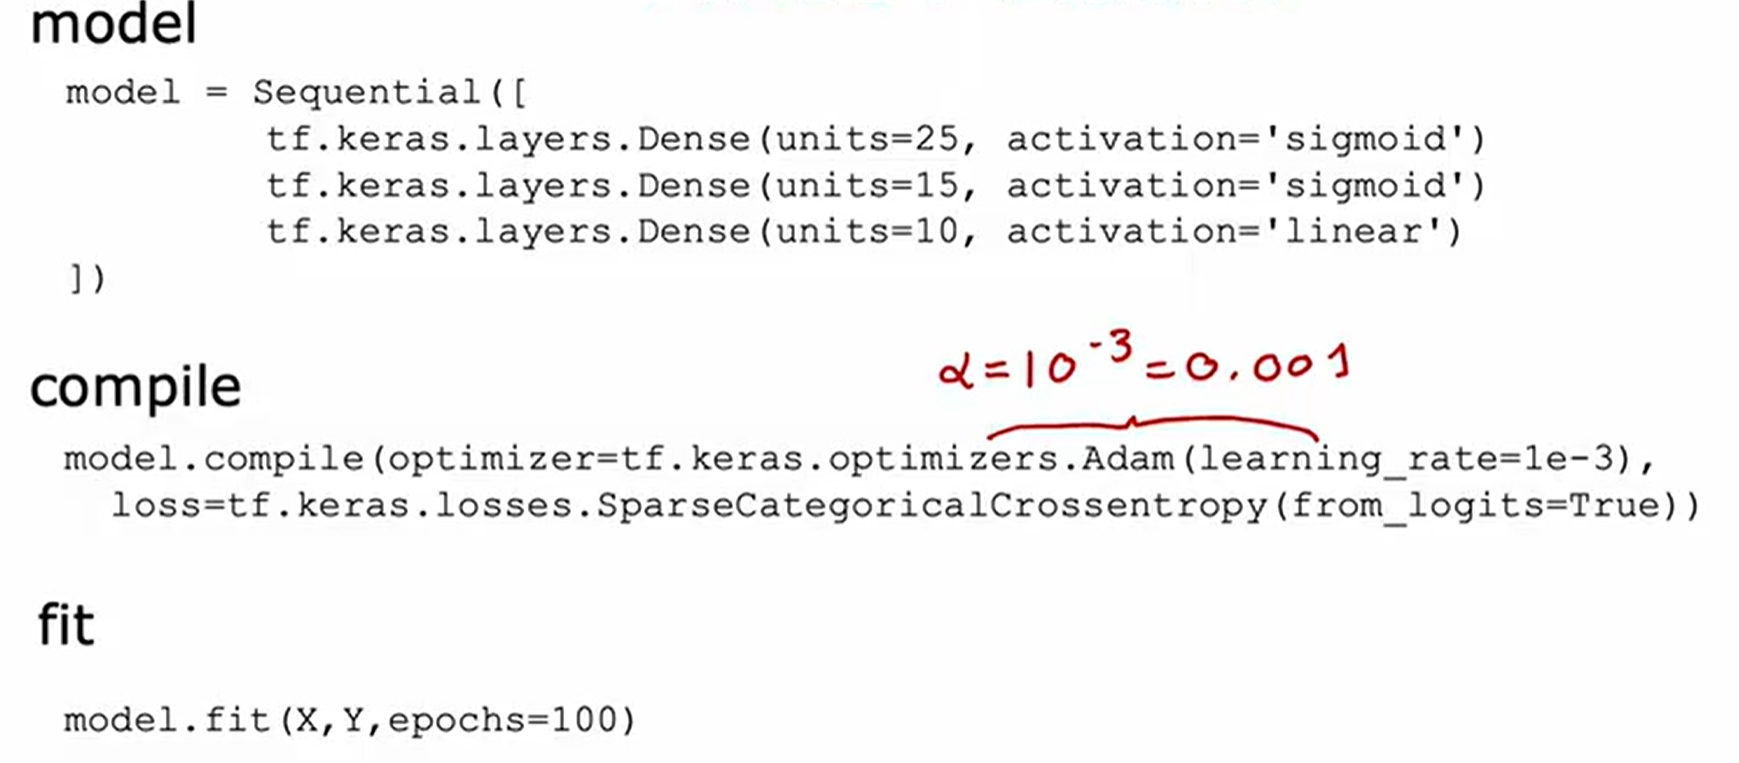 model
model = Sequential([
tf.keras.layers.Dense(units=25, activation='sigmoid')
tf.keras.layers.Dense(units=15, activation='sigmoid')
tf.keras.layers.Dense(units=10, activation='linear')
])
α=10⁻³=0.001
compile
model.compile(optimizer=tf.keras.optimizers.Adam(learning_rate=1e-3),
loss=tf.keras.losses.SparseCategoricalCrossentropy(from_logits=True))
fit
model.fit(X,Y,epochs=100)